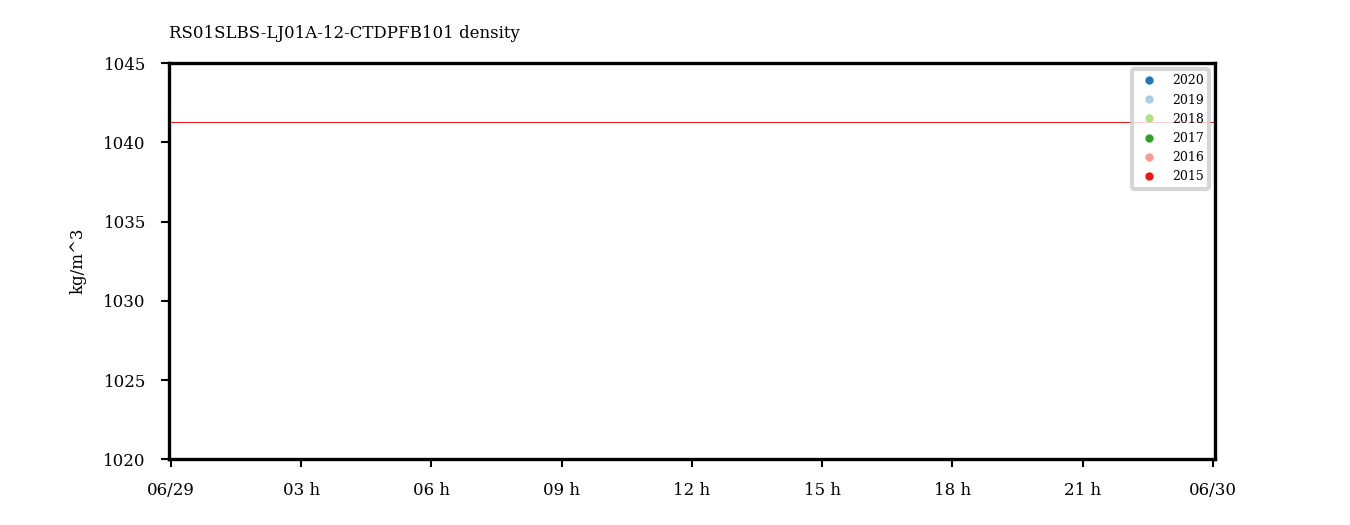 RS01SLBS-LJ01A-12-CTDPFB101 density
1045
1040
1035
1030
1025
1020
kg/m^3
2020
2019
2018
2017
2016
2015
06/29
03 h
06 h
09 h
12 h
15 h
18 h
21 h
06/30